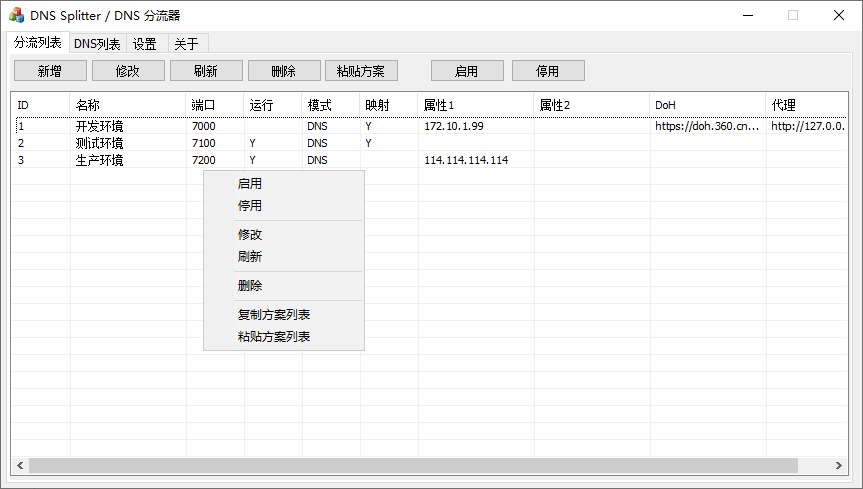 DNS Splitter / DNS 分流器
分流列表 DNS列表 设置 关于
新增 修改 刷新 删除 粘贴方案 启用 停用
ID 名称 端口 运行 模式 映射 属性1 属性2 DoH 代理
1 开发环境 7000 DNS Y 172.10.1.99 https://doh.360.cn... http://127.0.0.
2 测试环境 7100 Y DNS Y
3 生产环境 7200 Y DNS 114.114.114.114
启用
停用
修改
刷新
删除
复制方案列表
粘贴方案列表